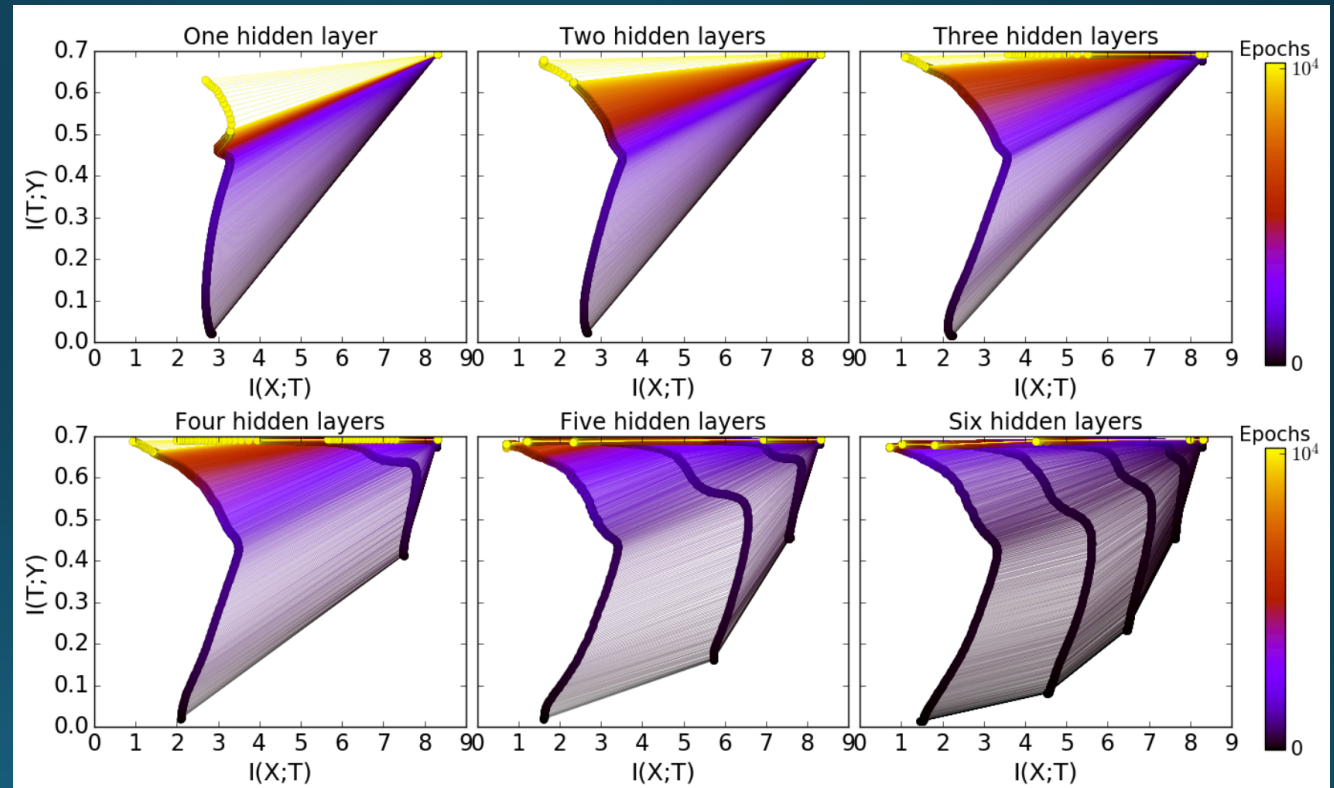 One hidden layer
Two hidden layers
Three hidden layers
Epochs
10^4
0
I(T;Y)
0.7
0.6
0.5
0.4
0.3
0.2
0.1
0.0
0 1 2 3 4 5 6 7 8 9
0 1 2 3 4 5 6 7 8 9
0 1 2 3 4 5 6 7 8 9
I(X;T)
I(X;T)
I(X;T)
Four hidden layers
Five hidden layers
Six hidden layers
Epochs
10^4
0
I(T;Y)
0.7
0.6
0.5
0.4
0.3
0.2
0.1
0.0
0 1 2 3 4 5 6 7 8 9
0 1 2 3 4 5 6 7 8 9
0 1 2 3 4 5 6 7 8 9
I(X;T)
I(X;T)
I(X;T)